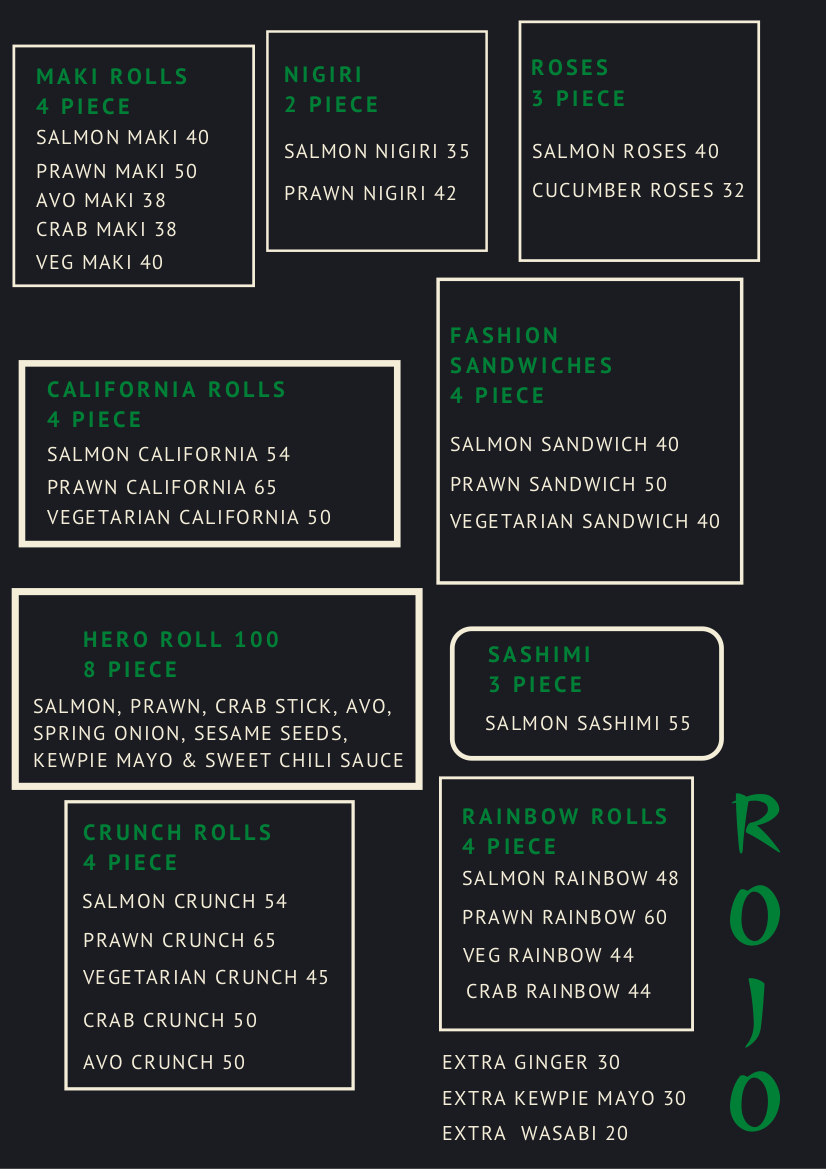 MAKI ROLLS
4 PIECE
SALMON MAKI 40
PRAWN MAKI 50
AVO MAKI 38
CRAB MAKI 38
VEG MAKI 40
NIGIRI
2 PIECE
SALMON NIGIRI 35
PRAWN NIGIRI 42
ROSES
3 PIECE
SALMON ROSES 40
CUCUMBER ROSES 32
CALIFORNIA ROLLS
4 PIECE
SALMON CALIFORNIA 54
PRAWN CALIFORNIA 65
VEGETARIAN CALIFORNIA 50
FASHION
SANDWICHES
4 PIECE
SALMON SANDWICH 40
PRAWN SANDWICH 50
VEGETARIAN SANDWICH 40
HERO ROLL 100
8 PIECE
SALMON, PRAWN, CRAB STICK, AVO,
SPRING ONION, SESAME SEEDS,
KEWPIE MAYO & SWEET CHILI SAUCE
SASHIMI
3 PIECE
SALMON SASHIMI 55
CRUNCH ROLLS
4 PIECE
SALMON CRUNCH 54
PRAWN CRUNCH 65
VEGETARIAN CRUNCH 45
CRAB CRUNCH 50
AVO CRUNCH 50
RAINBOW ROLLS
4 PIECE
SALMON RAINBOW 48
PRAWN RAINBOW 60
VEG RAINBOW 44
CRAB RAINBOW 44
EXTRA GINGER 30
EXTRA KEWPIE MAYO 30
EXTRA WASABI 20
ROJO